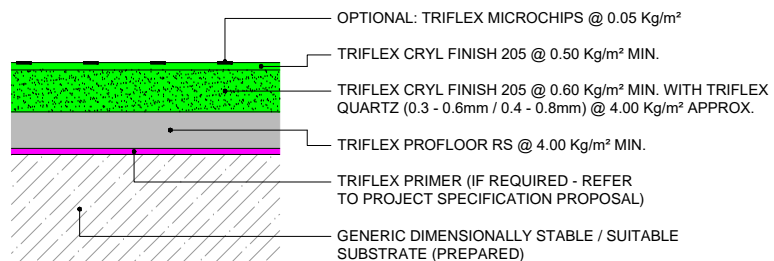 OPTIONAL: TRIFLEX MICROCHIPS @ 0.05 Kg/m²
TRIFLEX CRYL FINISH 205 @ 0.50 Kg/m² MIN.
TRIFLEX CRYL FINISH 205 @ 0.60 Kg/m² MIN. WITH TRIFLEX
QUARTZ (0.3 - 0.6mm / 0.4 - 0.8mm) @ 4.00 Kg/m² APPROX.
TRIFLEX PROFLOOR RS @ 4.00 Kg/m² MIN.
TRIFLEX PRIMER (IF REQUIRED - REFER
TO PROJECT SPECIFICATION PROPOSAL)
GENERIC DIMENSIONALLY STABLE / SUITABLE
SUBSTRATE (PREPARED)